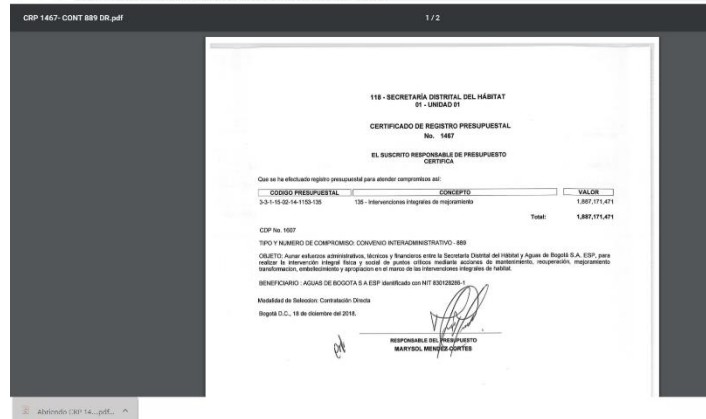 CRP 1467- CONT 889 DR.pdf
1 / 2
118 - SECRETARÍA DISTRITAL DEL HÁBITAT
01 - UNIDAD 01
CERTIFICADO DE REGISTRO PRESUPUESTAL
No. 1467
EL SUSCRITO RESPONSABLE DE PRESUPUESTO
CERTIFICA
Que se ha efectuado registro presupuestal para atender compromisos así:
CODIGO PRESUPUESTAL CONCEPTO VALOR
3-3-1-15-02-14-1153-135 135 - Intervenciones integrales de mejoramiento 1,887,171,471
Total: 1,887,171,471
CDP No. 1607
TIPO Y NUMERO DE COMPROMISO: CONVENIO INTERADMINISTRATIVO - 889
OBJETO: Aunar esfuerzos administrativos, técnicos y financieros entre la Secretaría Distrital del Hábitat y Aguas de Bogotá S.A. ESP, para
realizar la intervención integral física y social de puntos críticos mediante acciones de mantenimiento, recuperación, mejoramiento
transformacion, embellecimiento y apropiacion en el marco de las intervenciones integrales de habitat.
BENEFICIARIO : AGUAS DE BOGOTA S A ESP identificado con NIT 830128286-1
Modalidad de Seleccion: Contratación Directa
Bogotá D.C., 18 de diciembre del 2018.
RESPONSABLE DEL PRESUPUESTO
MARYSOL MENDEZ CORTES
Abriendo CRP 14....pdf...